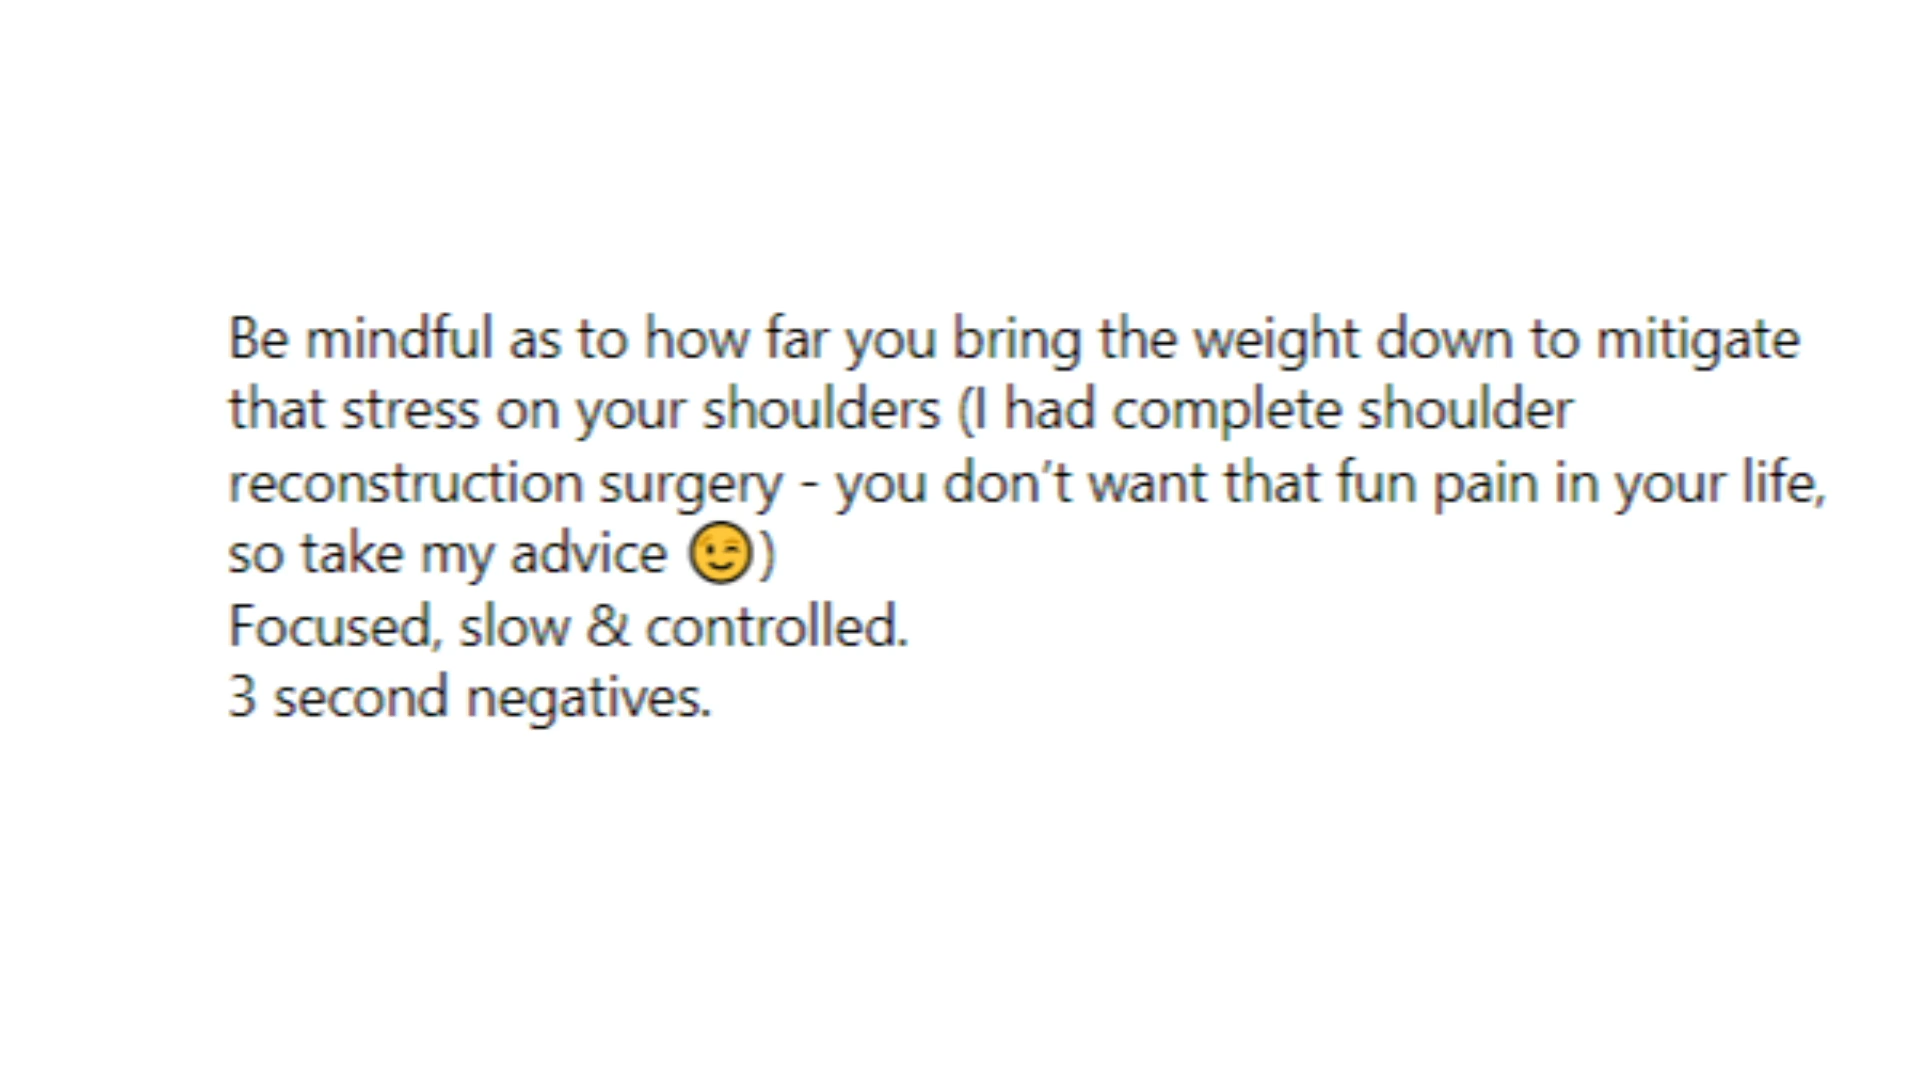 Be mindful as to how far you bring the weight down to mitigate
that stress on your shoulders (I had complete shoulder
reconstruction surgery - you don’t want that fun pain in your life,
so take my advice 😉)
Focused, slow & controlled.
3 second negatives.